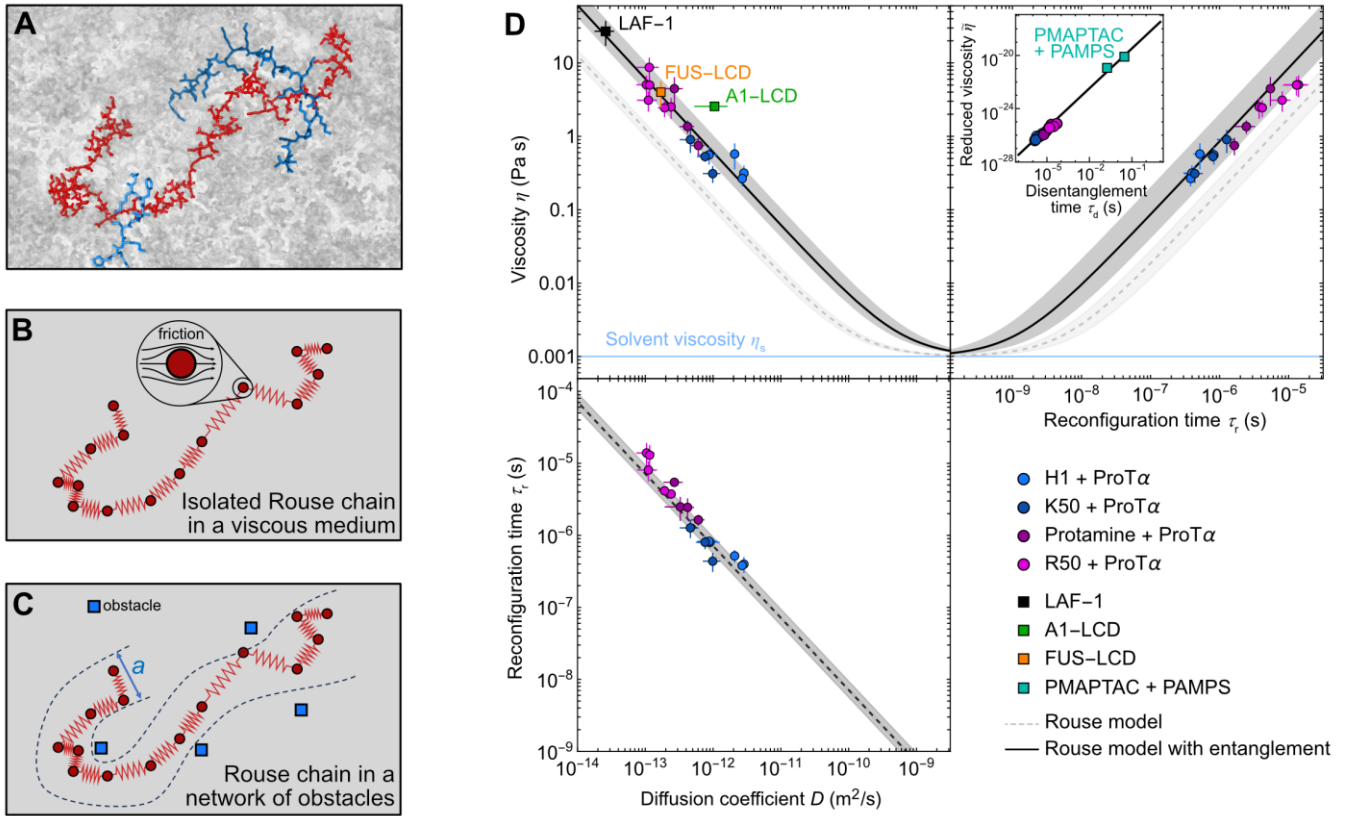 A
B
friction
Isolated Rouse chain
in a viscous medium
C
obstacle
a
Rouse chain in a
network of obstacles
D
LAF−1
FUS−LCD
A1−LCD
Viscosity η (Pa s)
10
1
0.1
0.01
0.001
Solvent viscosity ηs
PMAPTAC
+ PAMPS
Reduced viscosity η̃
10⁻²⁰
10⁻²⁴
10⁻²⁸
10⁻⁵
10⁻¹
Disentanglement
time τd (s)
10⁻⁹ 10⁻⁸ 10⁻⁷ 10⁻⁶ 10⁻⁵
Reconfiguration time τr (s)
Reconfiguration time τr (s)
10⁻⁴
10⁻⁵
10⁻⁶
10⁻⁷
10⁻⁸
10⁻⁹
10⁻¹⁴ 10⁻¹³ 10⁻¹² 10⁻¹¹ 10⁻¹⁰ 10⁻⁹
Diffusion coefficient D (m²/s)
H1 + ProTα
K50 + ProTα
Protamine + ProTα
R50 + ProTα
LAF−1
A1−LCD
FUS−LCD
PMAPTAC + PAMPS
Rouse model
Rouse model with entanglement